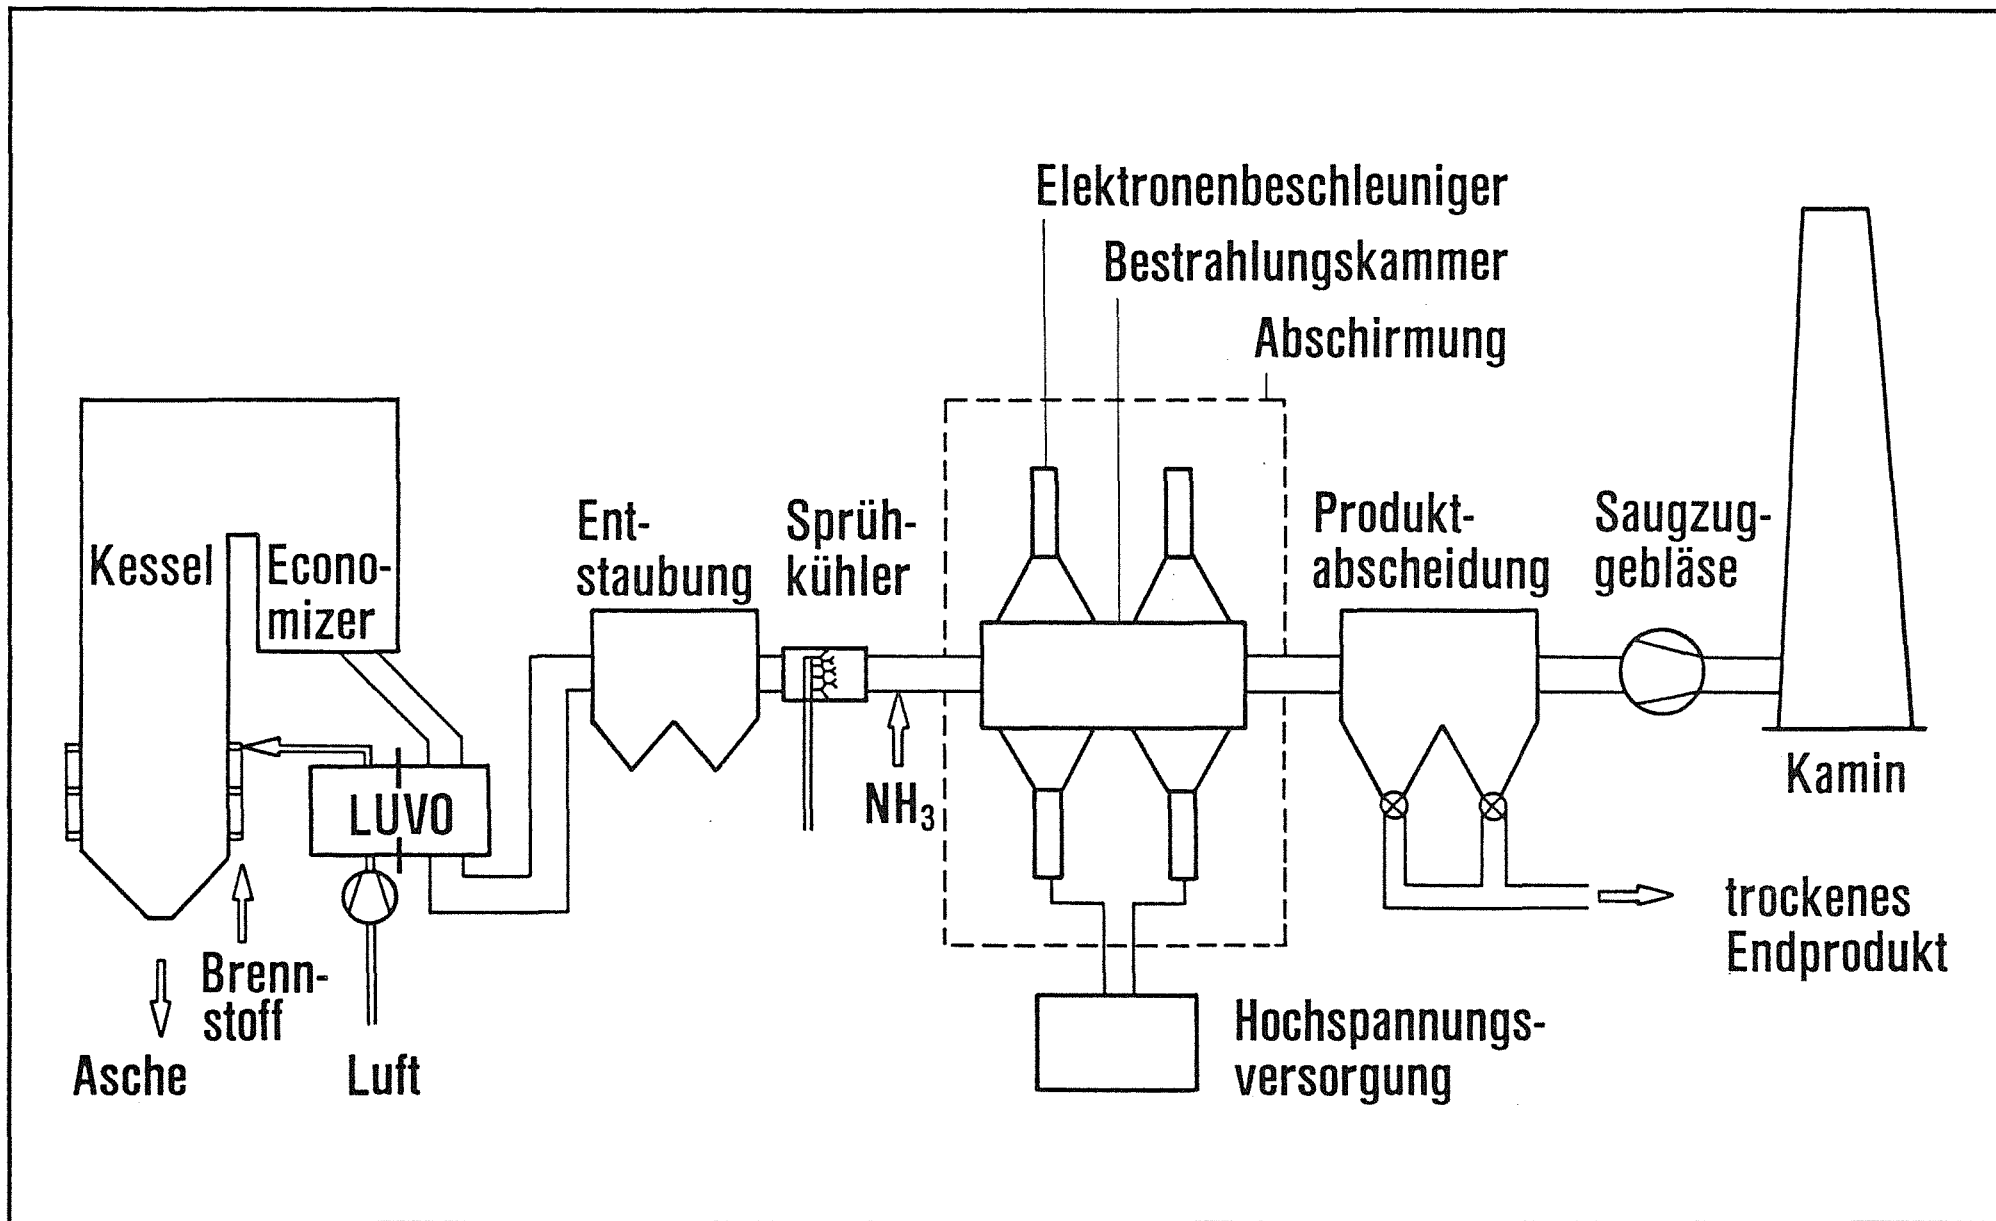 Elektronenbeschleuniger
Bestrahlungskammer
Abschirmung
Kessel
Econo-
mizer
Ent-
staubung
Sprüh-
kühler
Produkt-
abscheidung
Saugzug-
gebläse
LUVO
NH₃
Kamin
Brenn-
stoff
Asche
Luft
trockenes
Endprodukt
Hochspannungs-
versorgung